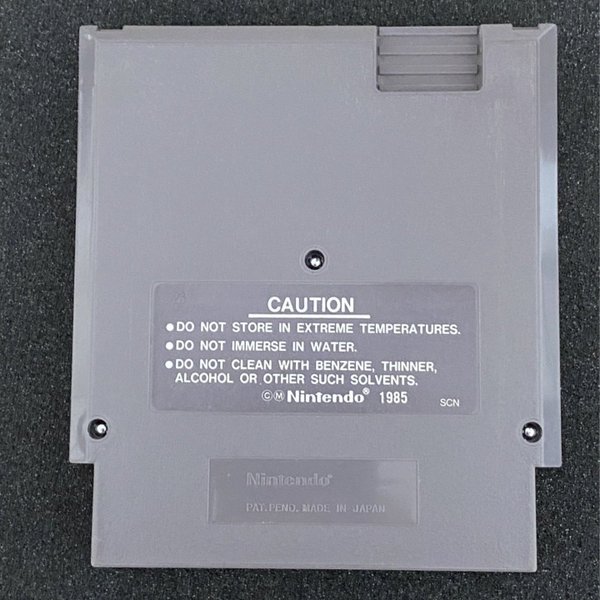 CAUTION
●DO NOT STORE IN EXTREME TEMPERATURES.
●DO NOT IMMERSE IN WATER.
●DO NOT CLEAN WITH BENZENE, THINNER,
ALCOHOL OR OTHER SUCH SOLVENTS.
©Ⓜ Nintendo® 1985 SCN
Nintendo®
PAT. PEND. MADE IN JAPAN